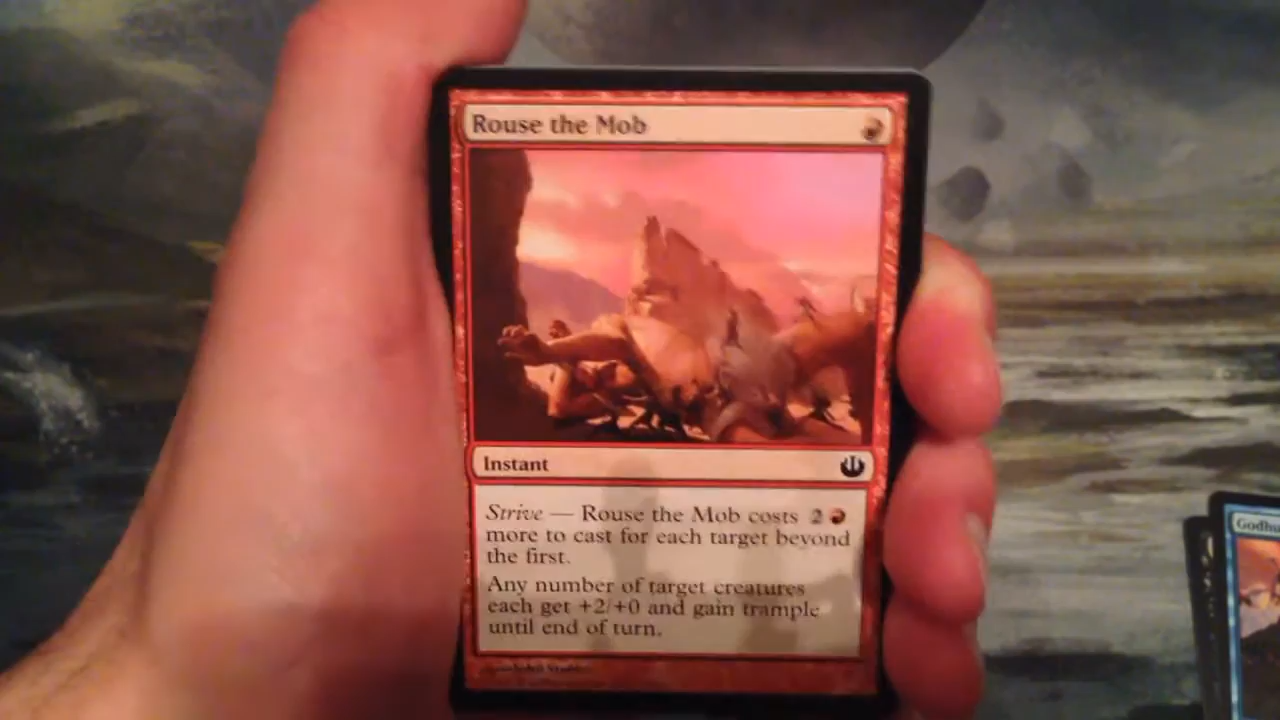 Rouse the Mob
Instant
Strive — Rouse the Mob costs 2
more to cast for each target beyond
the first.
Any number of target creatures
each get +2/+0 and gain trample
until end of turn.